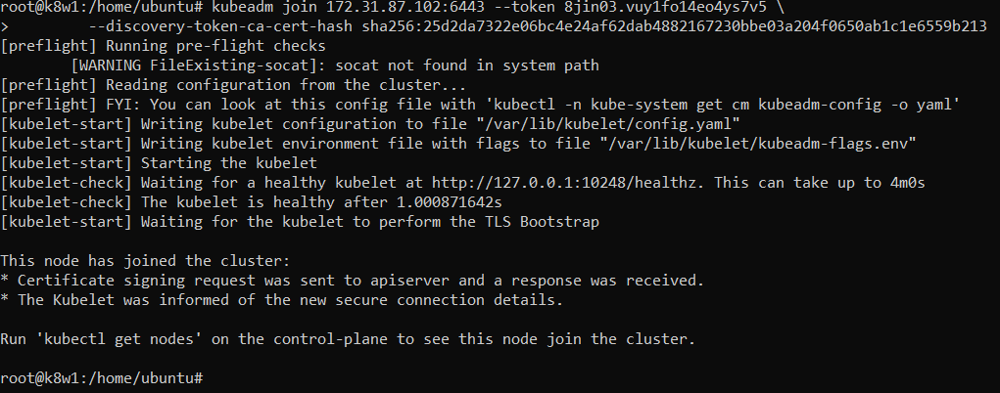 root@k8w1:/home/ubuntu# kubeadm join 172.31.87.102:6443 --token 8jin03.vuy1fo14eo4ys7v5 \
>         --discovery-token-ca-cert-hash sha256:25d2da7322e06bc4e24af62dab4882167230bbe03a204f0650ab1c1e6559b213
[preflight] Running pre-flight checks
        [WARNING FileExisting-socat]: socat not found in system path
[preflight] Reading configuration from the cluster...
[preflight] FYI: You can look at this config file with 'kubectl -n kube-system get cm kubeadm-config -o yaml'
[kubelet-start] Writing kubelet configuration to file "/var/lib/kubelet/config.yaml"
[kubelet-start] Writing kubelet environment file with flags to file "/var/lib/kubelet/kubeadm-flags.env"
[kubelet-start] Starting the kubelet
[kubelet-check] Waiting for a healthy kubelet at http://127.0.0.1:10248/healthz. This can take up to 4m0s
[kubelet-check] The kubelet is healthy after 1.000871642s
[kubelet-start] Waiting for the kubelet to perform the TLS Bootstrap

This node has joined the cluster:
* Certificate signing request was sent to apiserver and a response was received.
* The Kubelet was informed of the new secure connection details.

Run 'kubectl get nodes' on the control-plane to see this node join the cluster.

root@k8w1:/home/ubuntu#